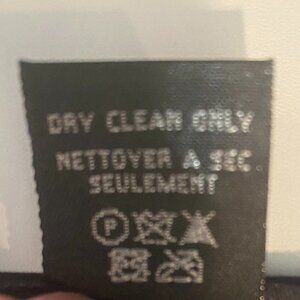 DRY CLEAN ONLY
NETTOYER A SEC
SEULEMENT
P